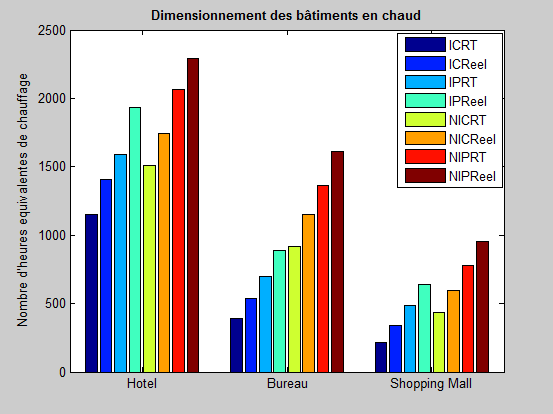 Dimensionnement des bâtiments en chaud
Nombre d'heures equivalentes de chauffage
2500
2000
1500
1000
500
0
ICRT
ICReel
IPRT
IPReel
NICRT
NICReel
NIPRT
NIPReel
Hotel
Bureau
Shopping Mall